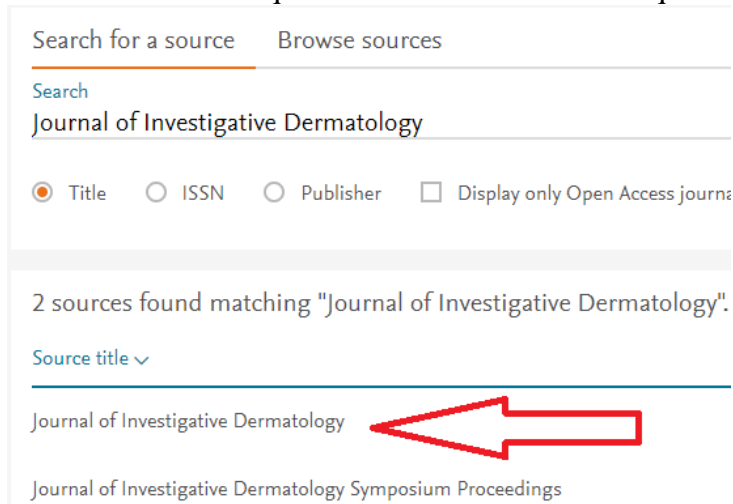 Search for a source Browse sources
Search
Journal of Investigative Dermatology
Title ISSN Publisher Display only Open Access
2 sources found matching "Journal of Investigative Dermatology".
Source title
Journal of Investigative Dermatology
Journal of Investigative Dermatology Symposium Proceedings